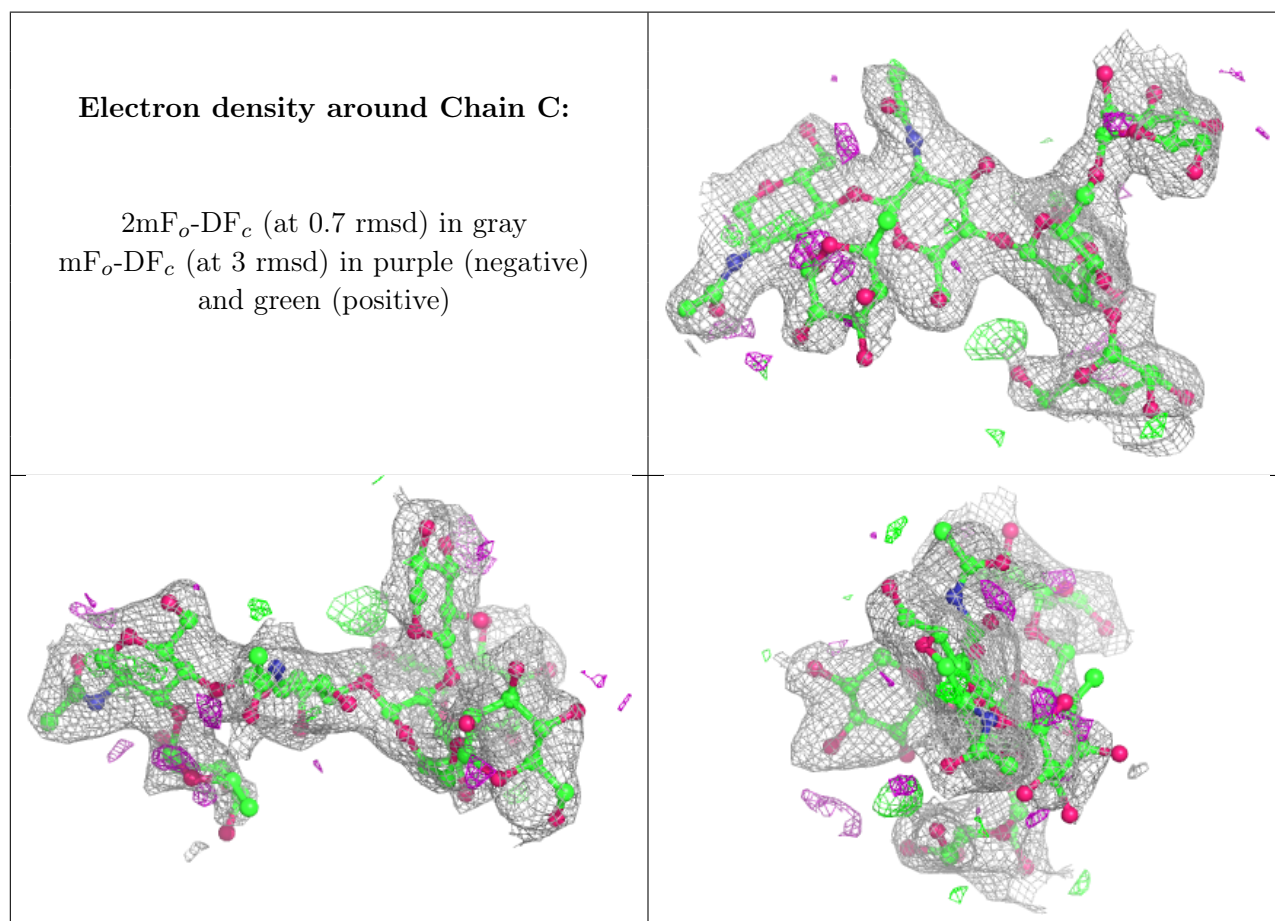 Electron density around Chain C:
2mFₒ-DF𝒸 (at 0.7 rmsd) in gray
mFₒ-DF𝒸 (at 3 rmsd) in purple (negative)
and green (positive)